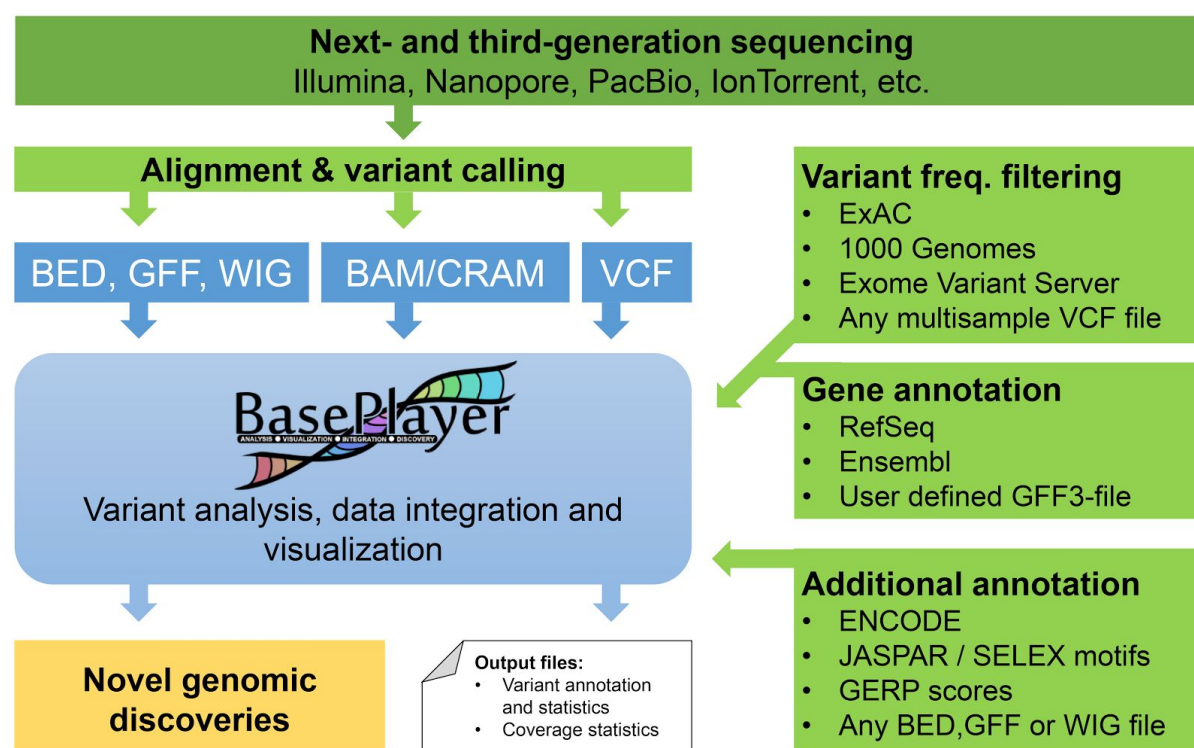 Next- and third-generation sequencing
Illumina, Nanopore, PacBio, IonTorrent, etc.
Alignment & variant calling
BED, GFF, WIG
BAM/CRAM
VCF
BasePlayer
ANALYSIS ● VISUALIZATION ● INTEGRATION ● DISCOVERY
Variant analysis, data integration and
visualization
Novel genomic
discoveries
Output files:
• Variant annotation
and statistics
• Coverage statistics
Variant freq. filtering
• ExAC
• 1000 Genomes
• Exome Variant Server
• Any multisample VCF file
Gene annotation
• RefSeq
• Ensembl
• User defined GFF3-file
Additional annotation
• ENCODE
• JASPAR / SELEX motifs
• GERP scores
• Any BED,GFF or WIG file